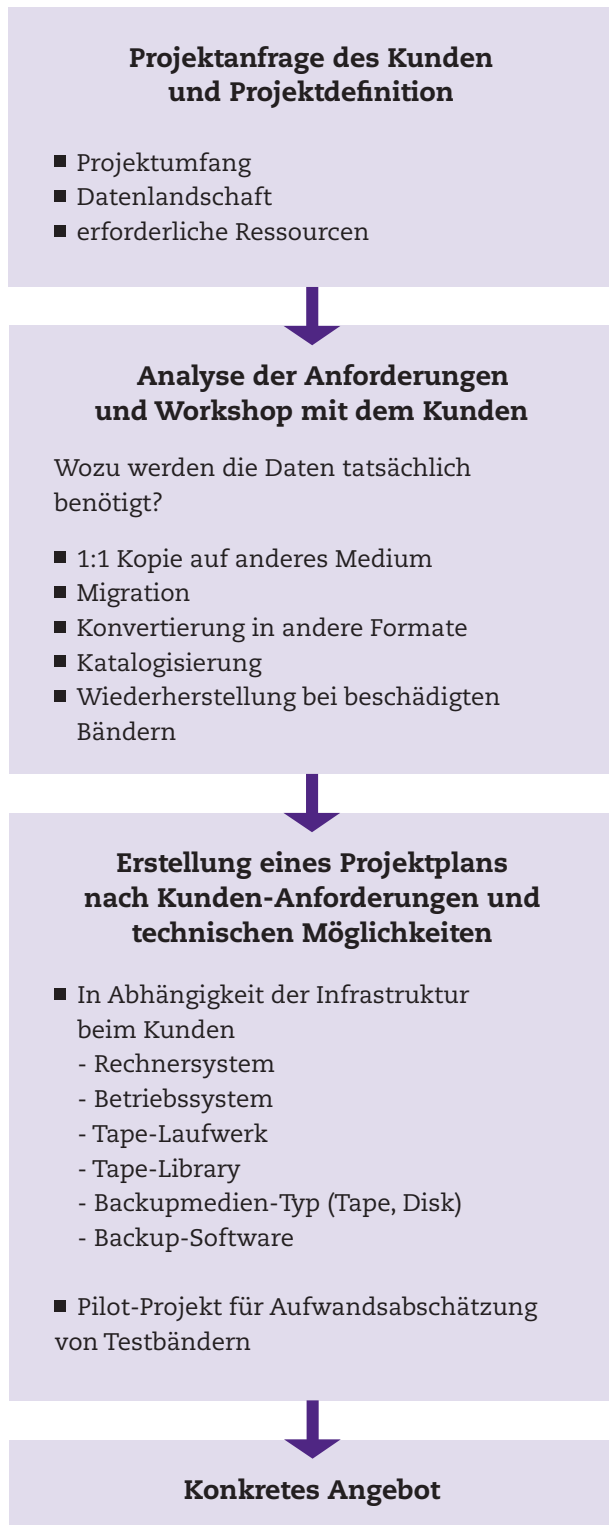 Projektanfrage des Kunden
und Projektdefinition
■ Projektumfang
■ Datenlandschaft
■ erforderliche Ressourcen
Analyse der Anforderungen
und Workshop mit dem Kunden
Wozu werden die Daten tatsächlich
benötigt?
■ 1:1 Kopie auf anderes Medium
■ Migration
■ Konvertierung in andere Formate
■ Katalogisierung
■ Wiederherstellung bei beschädigten
Bändern
Erstellung eines Projektplans
nach Kunden-Anforderungen und
technischen Möglichkeiten
■ In Abhängigkeit der Infrastruktur
beim Kunden
- Rechnersystem
- Betriebssystem
- Tape-Laufwerk
- Tape-Library
- Backupmedien-Typ (Tape, Disk)
- Backup-Software
■ Pilot-Projekt für Aufwandsabschätzung
von Testbändern
Konkretes Angebot